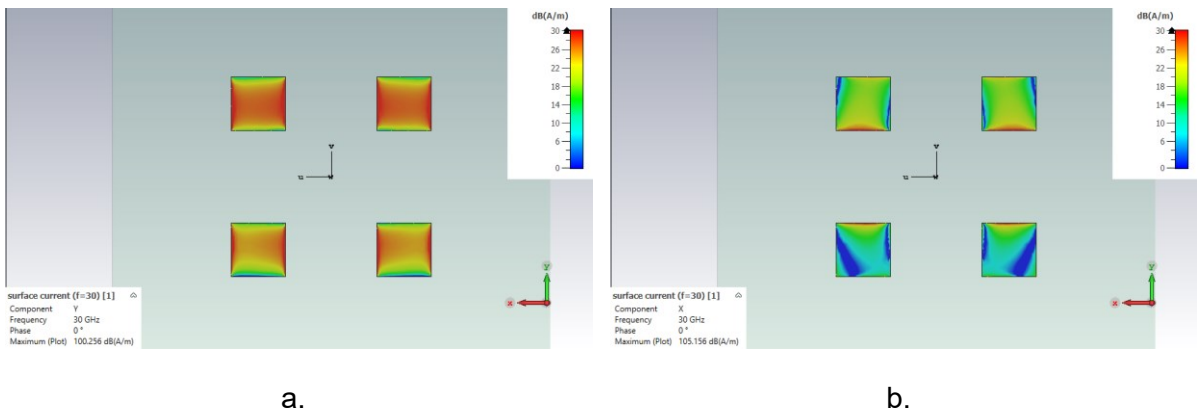 dB(A/m)
30
26
22
18
14
10
6
0
surface current (f=30) [1]
Component Y
Frequency 30 GHz
Phase 0 °
Maximum (Plot) 100.256 dB(A/m)
Y
X
a.
dB(A/m)
30
26
22
18
14
10
6
0
surface current (f=30) [1]
Component X
Frequency 30 GHz
Phase 0 °
Maximum (Plot) 105.156 dB(A/m)
Y
X
b.